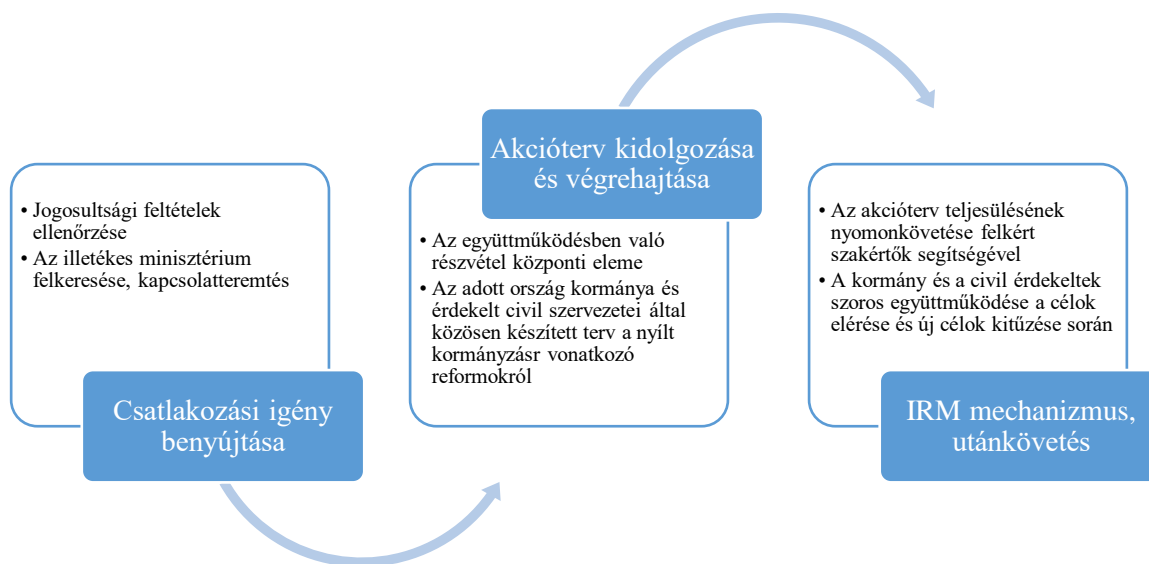 • Jogosultsági feltételek
ellenőrzése
• Az illetékes minisztérium
felkeresése, kapcsolatteremtés
Csatlakozási igény
benyújtása
Akcióterv kidolgozása
és végrehajtása
• Az együttműködésben való
részvétel központi eleme
• Az adott ország kormánya és
érdekelt civil szervezetei által
közösen készített terv a nyílt
kormányzásr vonatkozó
reformokról
• Az akcióterv teljesülésének
nyomonkövetése felkért
szakértők segítségével
• A kormány és a civil érdekeltek
szoros együttműködése a célok
elérése és új célok kitűzése során
IRM mechanizmus,
utánkövetés